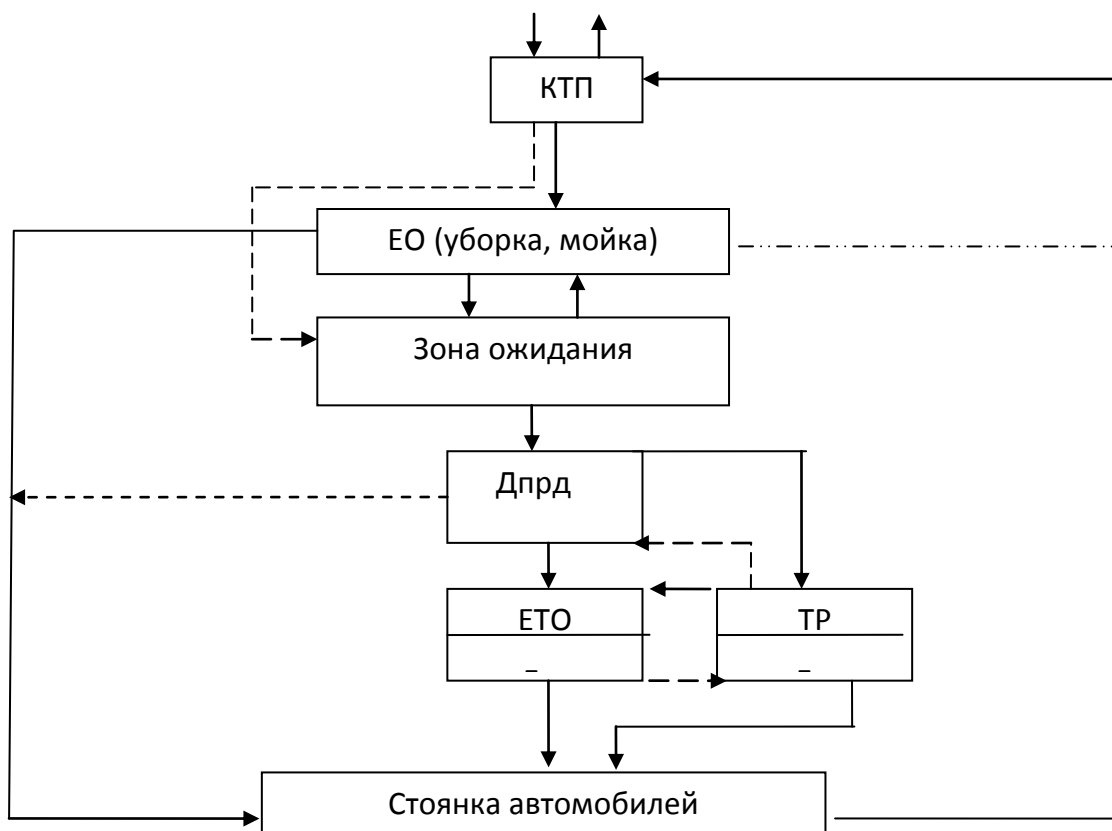 КТП
ЕО (уборка, мойка)
Зона ожидания
Дпрд
ЕТО
ТР
–
–
Стоянка автомобилей